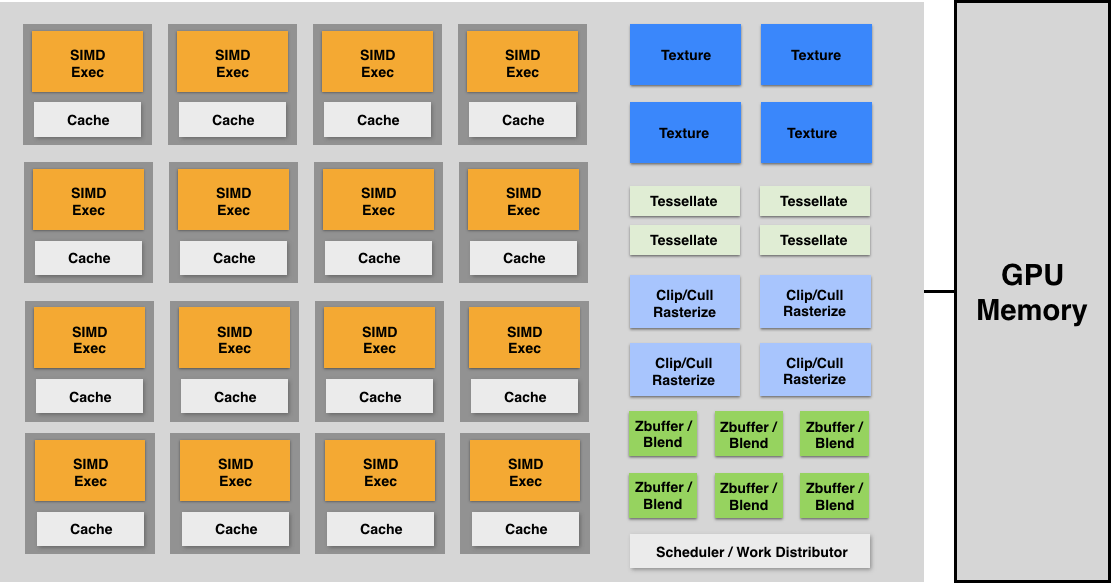 SIMD
Exec
Cache
SIMD
Exec
Cache
SIMD
Exec
Cache
SIMD
Exec
Cache
SIMD
Exec
Cache
SIMD
Exec
Cache
SIMD
Exec
Cache
SIMD
Exec
Cache
SIMD
Exec
Cache
SIMD
Exec
Cache
SIMD
Exec
Cache
SIMD
Exec
Cache
SIMD
Exec
Cache
SIMD
Exec
Cache
SIMD
Exec
Cache
SIMD
Exec
Cache
Texture
Texture
Texture
Texture
Tessellate
Tessellate
Tessellate
Tessellate
Clip/Cull
Rasterize
Clip/Cull
Rasterize
Clip/Cull
Rasterize
Clip/Cull
Rasterize
Zbuffer /
Blend
Zbuffer /
Blend
Zbuffer /
Blend
Zbuffer /
Blend
Zbuffer /
Blend
Zbuffer /
Blend
Scheduler / Work Distributor
GPU
Memory